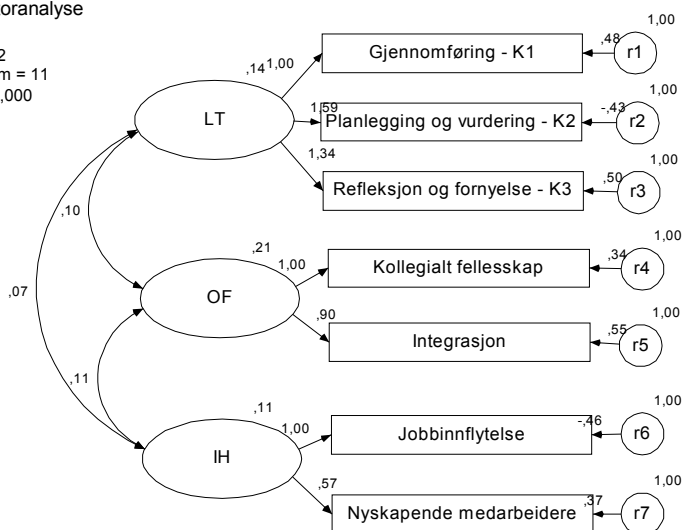 oranalyse
2
m = 11
,000
1,00
,14
1,00
Gjennomføring - K1
,48
r1
1,00
LT
1,59
Planlegging og vurdering - K2
-,43
r2
1,34
1,00
Refleksjon og fornyelse - K3
,50
r3
,10
,21
1,00
1,00
Kollegialt fellesskap
,34
r4
,07
OF
,90
1,00
Integrasjon
,55
r5
,11
,11
1,00
1,00
Jobbinnflytelse
-,46
r6
IH
,57
1,00
Nyskapende medarbeidere
,37
r7